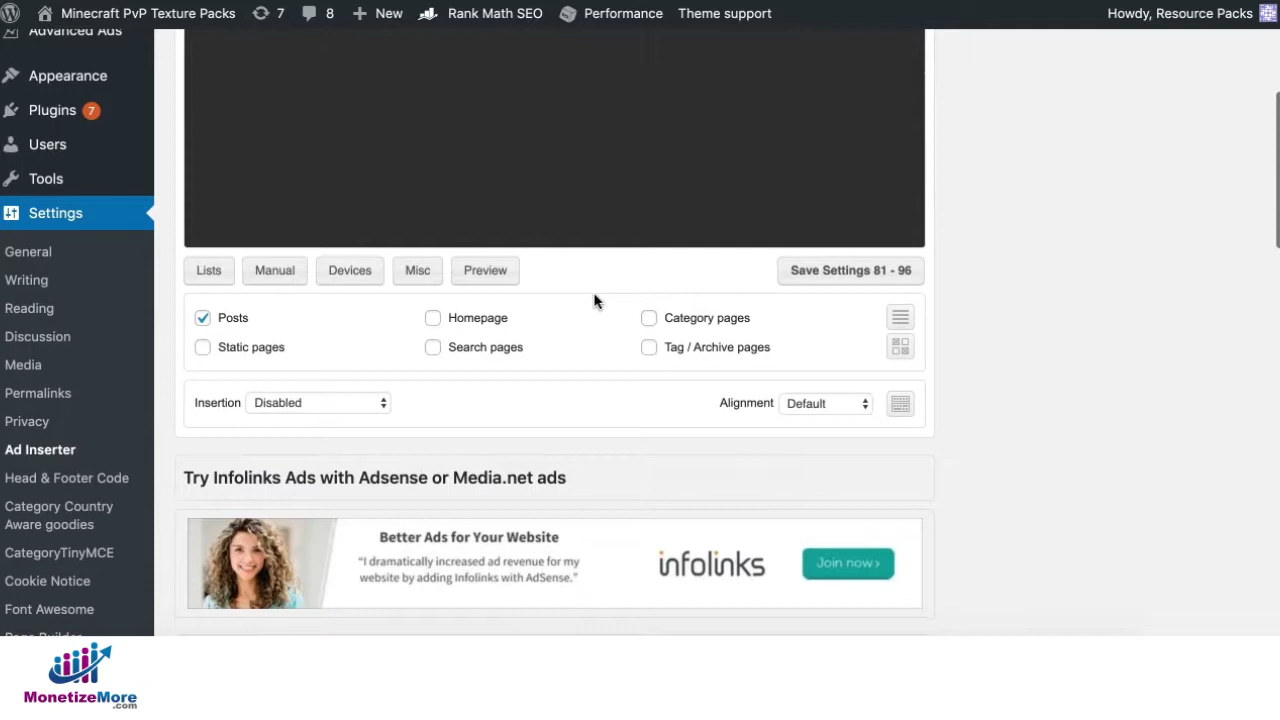 Minecraft PvP Texture Packs 7 8 New Rank Math SEO Performance Theme support Howdy, Resource Packs
Advanced Ads
Appearance
Plugins 7
Users
Tools
Settings
General
Writing
Reading
Discussion
Media
Permalinks
Privacy
Ad Inserter
Head & Footer Code
Category Country
Aware goodies
CategoryTinyMCE
Cookie Notice
Font Awesome
Page Builder
Lists Manual Devices Misc Preview Save Settings 81 - 96
Posts Homepage Category pages
Static pages Search pages Tag / Archive pages
Insertion Disabled Alignment Default
Try Infolinks Ads with Adsense or Media.net ads
Better Ads for Your Website
“I dramatically increased ad revenue for my
website by adding Infolinks with AdSense.”
infolinks
Join now ›
MonetizeMore
.com